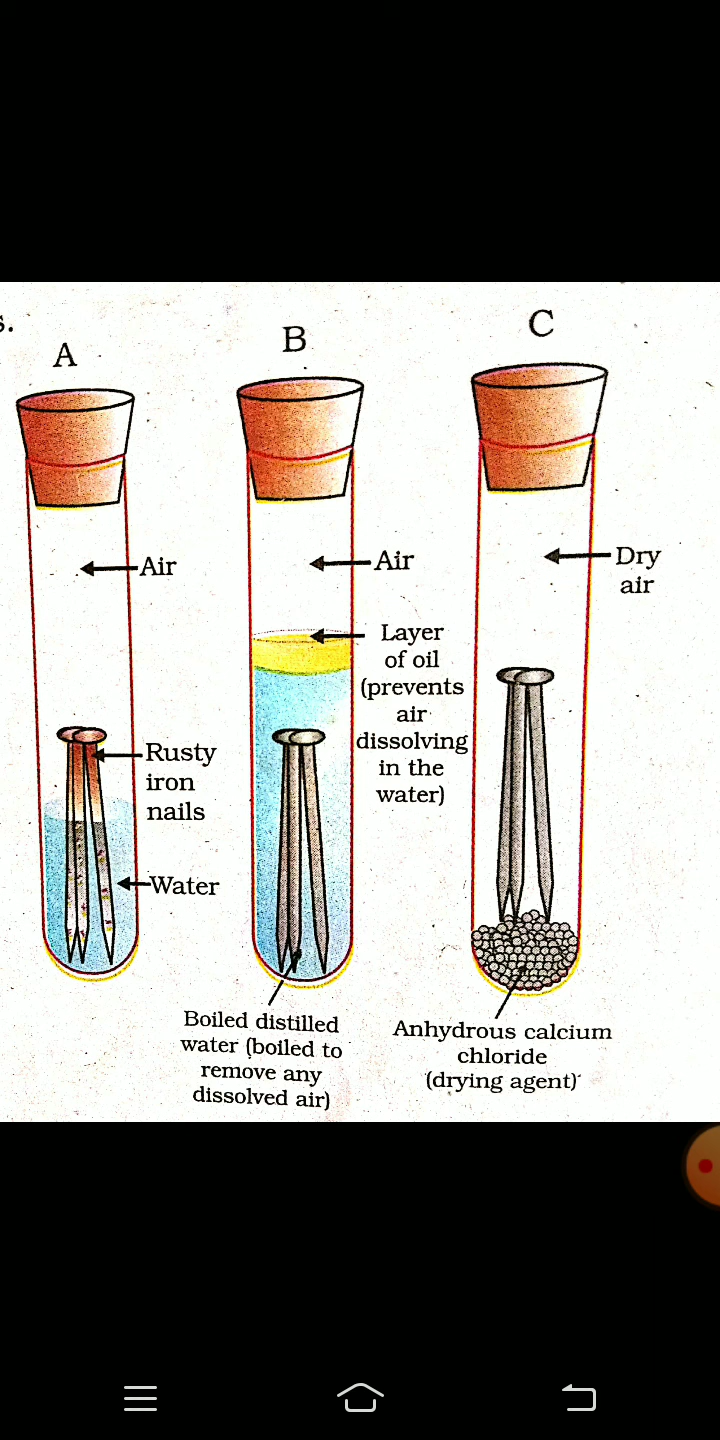 s.
A
B
C
Air
Air
Dry
air
Layer
of oil
(prevents
air
dissolving
in the
water)
Rusty
iron
nails
Water
Boiled distilled
water (boiled to
remove any
dissolved air)
Anhydrous calcium
chloride
(drying agent)